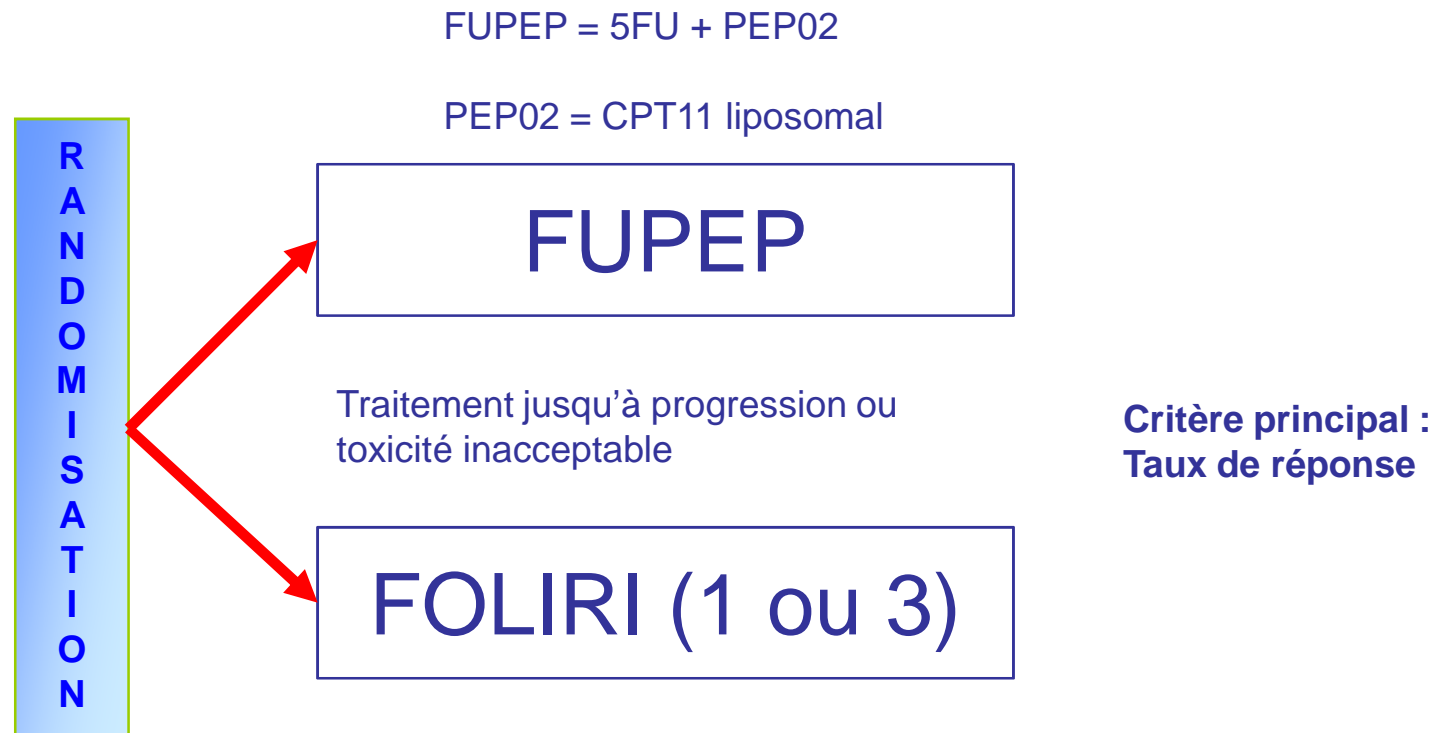 FUPEP = 5FU + PEP02
PEP02 = CPT11 liposomal
RANDOMISATION
FUPEP
Traitement jusqu’à progression ou
toxicité inacceptable
Critère principal :
Taux de réponse
FOLIRI (1 ou 3)